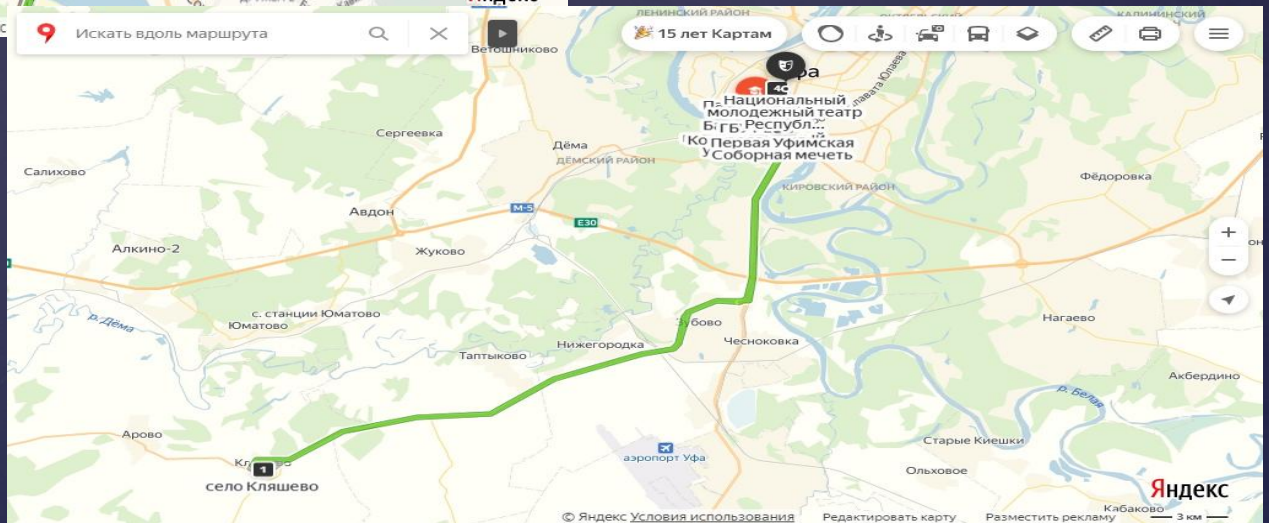 Искать вдоль маршрута
15 лет Картам
ЛЕНИНСКИЙ РАЙОН
КАЛИНИНСКИЙ
Ветошниково
Национальный
молодежный театр
Республ...
Первая Уфимская
Соборная мечеть
Сергеевка
Дёма
ДЁМСКИЙ РАЙОН
Салихово
Фёдоровка
КИРОВСКИЙ РАЙОН
Авдон
М-5
E30
Алкино-2
Жуково
р. Дёма
с. станции Юматово
Юматово
Зубово
Нагаево
Нижегородка
Чесноковка
Таптыково
Акбердино
р. Белая
Арово
Старые Киешки
аэропорт Уфа
Ольховое
1
село Кляшево
Яндекс
Кабаково
© Яндекс Условия использования
Редактировать карту
Разместить рекламу
3 км